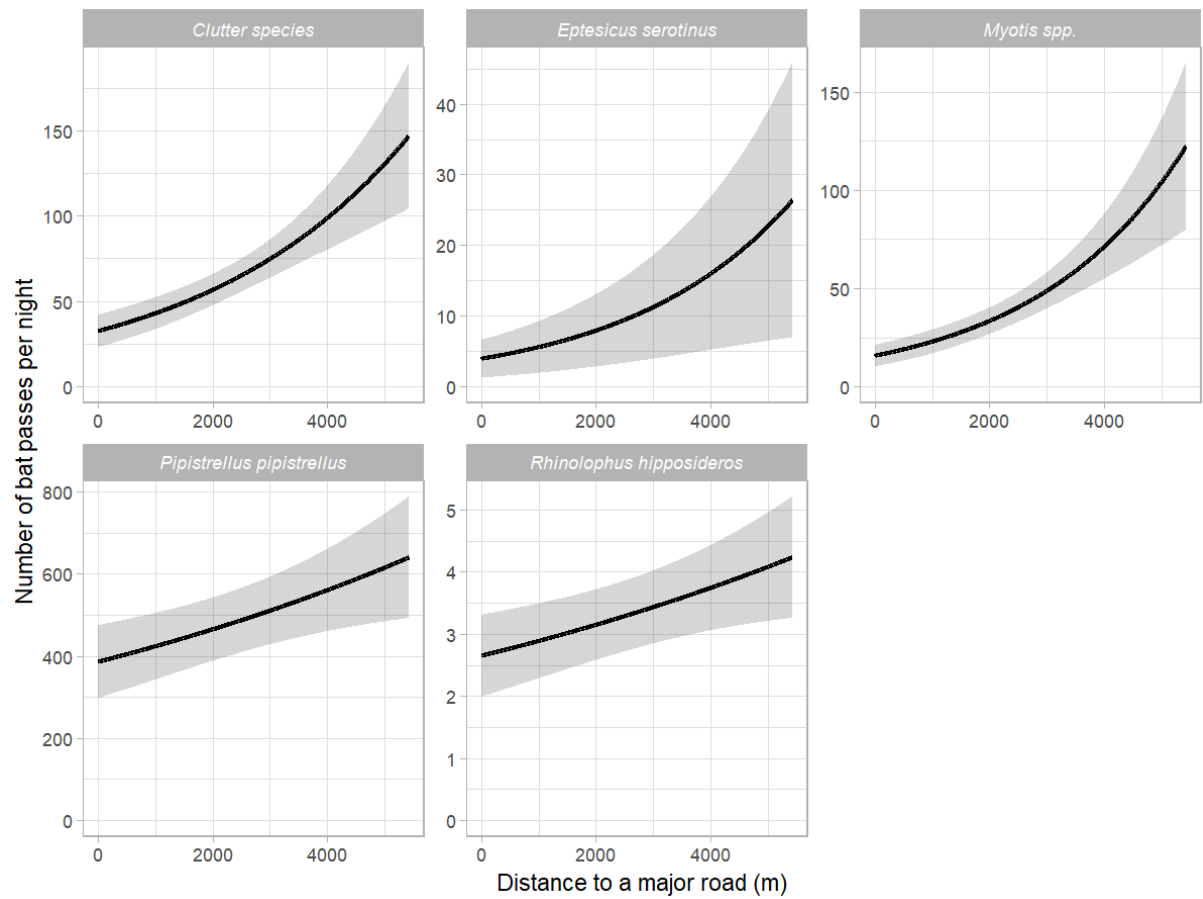 Clutter species
Eptesicus serotinus
Myotis spp.
150
100
50
0
0 2000 4000
40
30
20
10
0
0 2000 4000
150
100
50
0
0 2000 4000
Number of bat passes per night
Pipistrellus pipistrellus
Rhinolophus hipposideros
800
600
400
200
0
0 2000 4000
5
4
3
2
1
0
0 2000 4000
Distance to a major road (m)